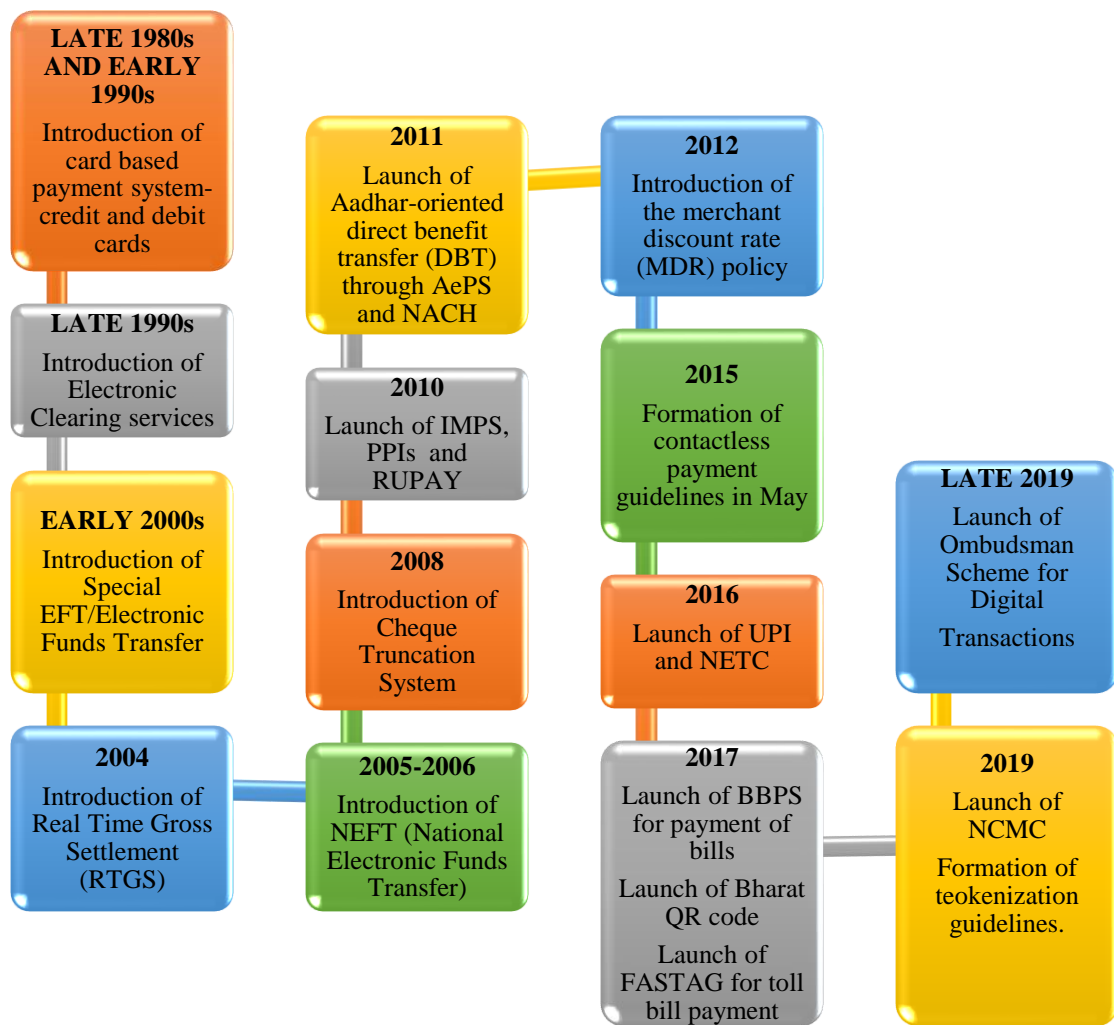 LATE 1980s
AND EARLY
1990s
Introduction of
card based
payment system-
credit and debit
cards
LATE 1990s
Introduction of
Electronic
Clearing services
EARLY 2000s
Introduction of
Special
EFT/Electronic
Funds Transfer
2004
Introduction of
Real Time Gross
Settlement
(RTGS)
2005-2006
Introduction of
NEFT (National
Electronic Funds
Transfer)
2008
Introduction of
Cheque
Truncation
System
2010
Launch of IMPS,
PPIs and
RUPAY
2011
Launch of
Aadhar-oriented
direct benefit
transfer (DBT)
through AePS
and NACH
2012
Introduction of
the merchant
discount rate
(MDR) policy
2015
Formation of
contactless
payment
guidelines in May
2016
Launch of UPI
and NETC
2017
Launch of BBPS
for payment of
bills
Launch of Bharat
QR code
Launch of
FASTAG for toll
bill payment
2019
Launch of
NCMC
Formation of
teokenization
guidelines.
LATE 2019
Launch of
Ombudsman
Scheme for
Digital
Transactions